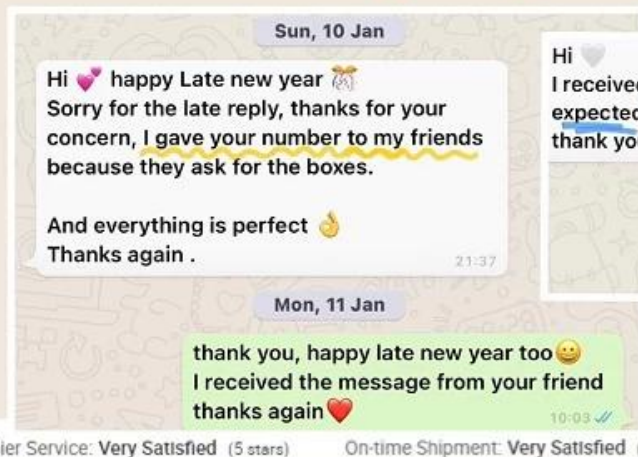 Sun, 10 Jan
Hi 💕 happy Late new year 🎊
Sorry for the late reply, thanks for your
concern, I gave your number to my friends
because they ask for the boxes.
And everything is perfect 👌
Thanks again .
21:37
Mon, 11 Jan
thank you, happy late new year too😀
I received the message from your friend
thanks again❤️
10:03
Hi 🤍
I received
expected
thank
ier Service: Very Satisfied (5 stars)
On-time Shipment: Very Satisfied